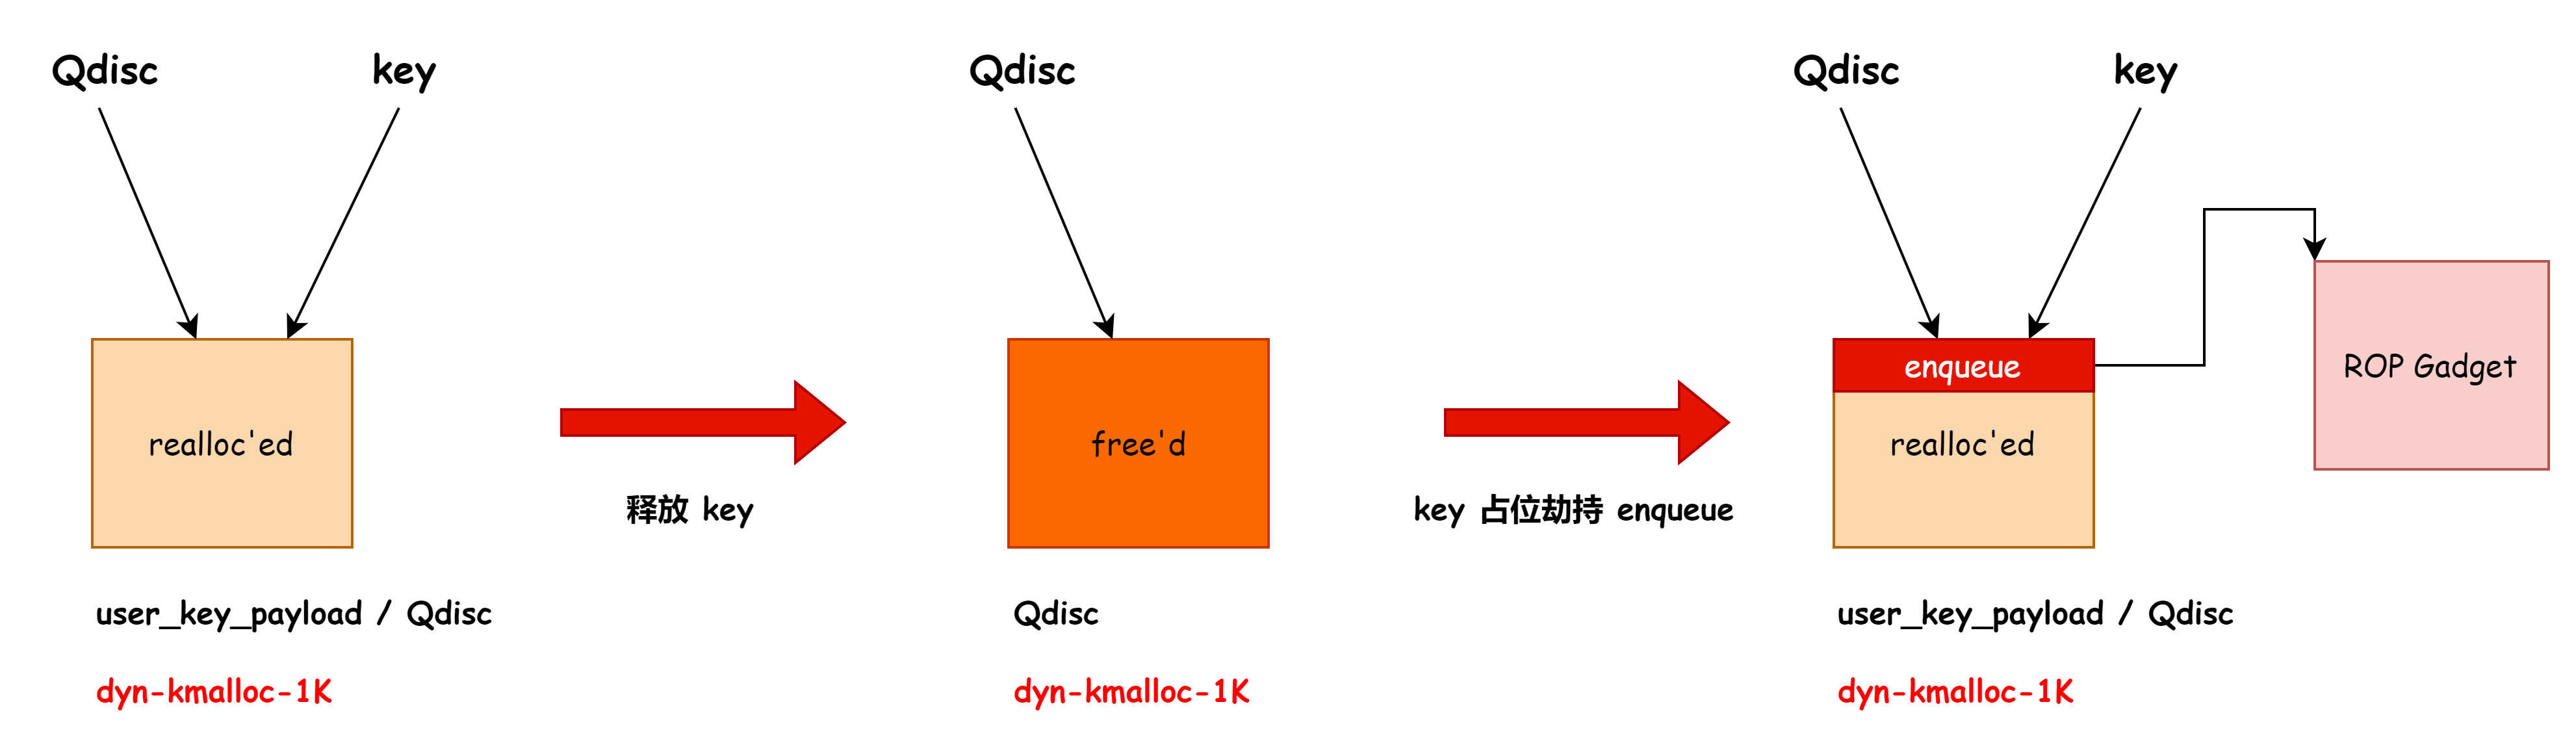 Qdisc
key
realloc'ed
user_key_payload / Qdisc
dyn-kmalloc-1K
释放 key
Qdisc
free'd
Qdisc
dyn-kmalloc-1K
key 占位劫持 enqueue
Qdisc
key
enqueue
realloc'ed
user_key_payload / Qdisc
dyn-kmalloc-1K
ROP Gadget